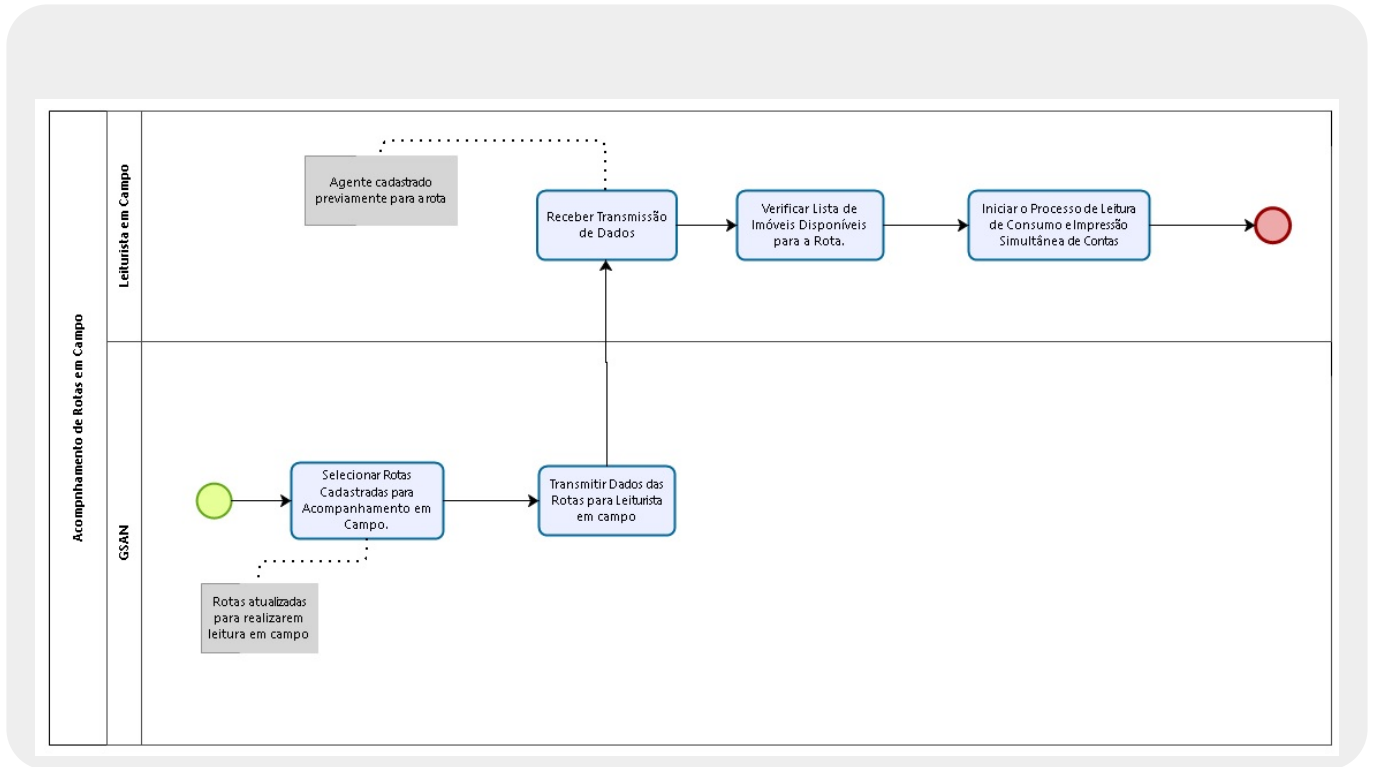 Acompnhamento de Rotas em Campo
Leiturista em Campo
Agente cadastrado
previamente para a rota
Receber Transmissão
de Dados
Verificar Lista de
Imóveis Disponíveis
para a Rota.
Iniciar o Processo de Leitura
de Consumo e Impressão
Simultânea de Contas
GSAN
Selecionar Rotas
Cadastradas para
Acompanhamento em
Campo.
Transmitir Dados das
Rotas para Leiturista
em campo
Rotas atualizadas
para realizarem
leitura em campo